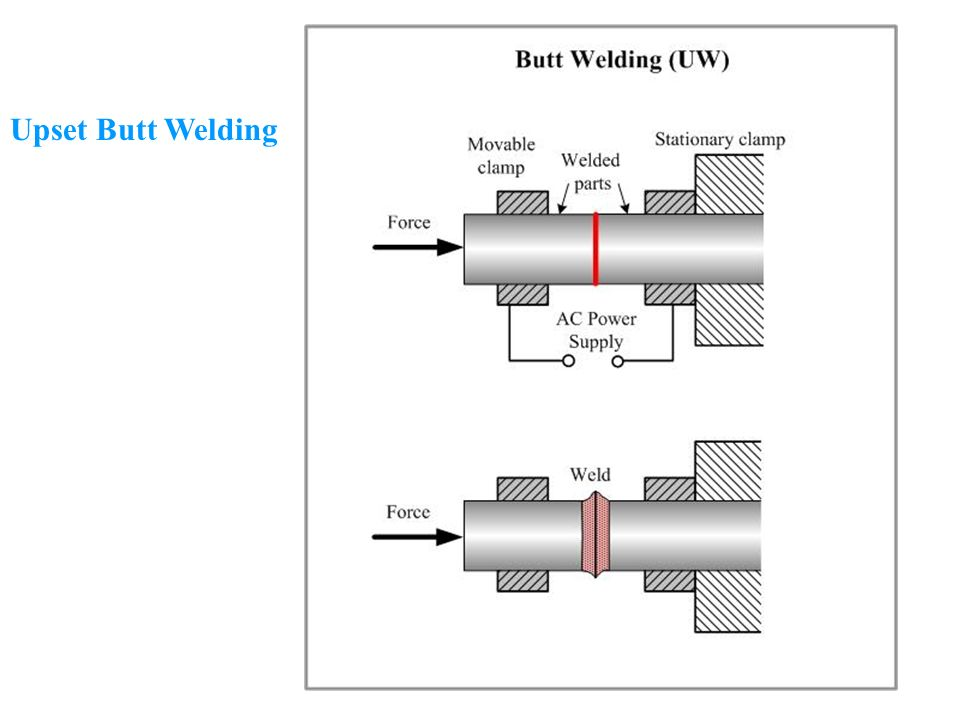 Upset Butt Welding
Butt Welding (UW)
Movable
clamp
Welded
parts
Stationary clamp
Force
AC Power
Supply
Weld
Force